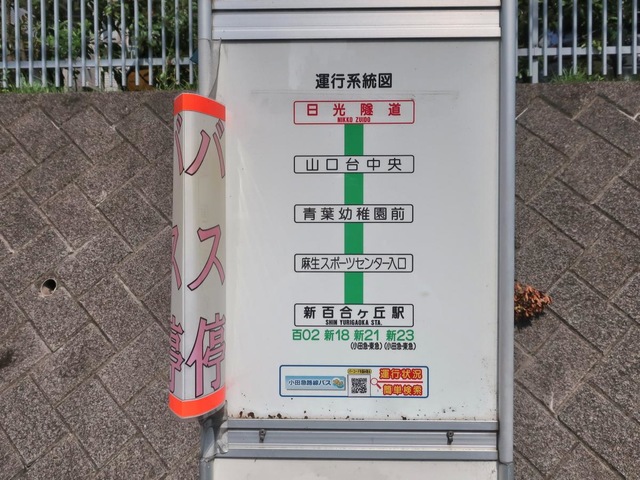 運行系統図
日光隧道
NIKKO ZUIDO
山口台中央
青葉幼稚園前
麻生スポーツセンター入口
新百合ヶ丘駅
SHIN YURIGAOKA STA.
百02 新18 新21 新23
(小田急・東急) (小田急・東急)
小田急路線バス
運行状況
簡単検索
バス停
バス停